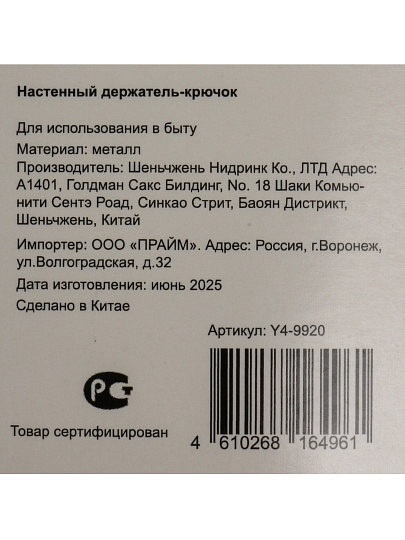 Настенный держатель-крючок
Для использования в быту
Материал: металл
Производитель: Шеньчжень Нидринк Ко., ЛТД Адрес:
А1401, Голдман Сакс Билдинг, No. 18 Шаки Комью-
нити Сентэ Роад, Синкао Стрит, Баоян Дистрикт,
Шеньчжень, Китай
Импортер: ООО «ПРАЙМ». Адрес: Россия, г.Воронеж,
ул.Волгоградская, д.32
Дата изготовления: июнь 2025
Сделано в Китае
Артикул: Y4-9920
РСТ
Товар сертифицирован
4 610268 164961